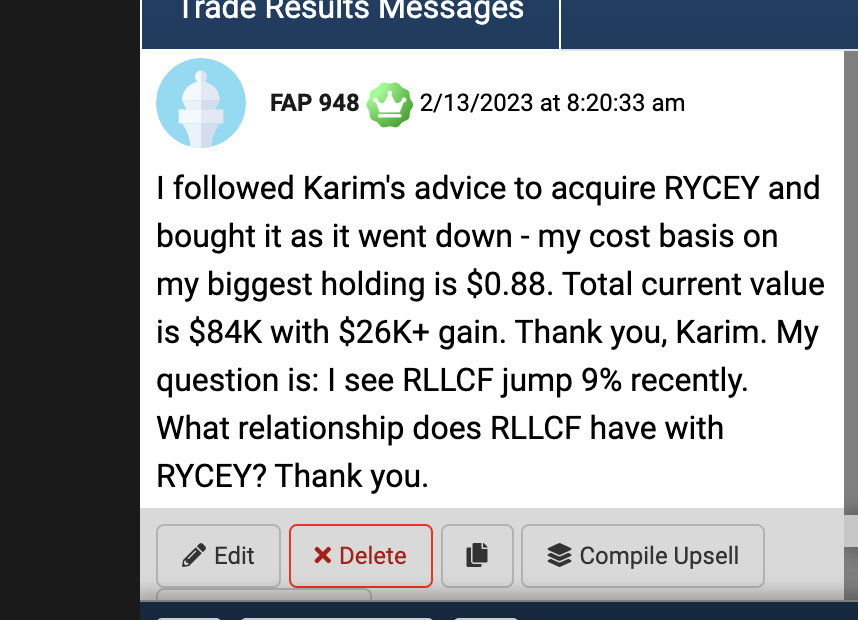 Trade Results Messages
FAP 948 2/13/2023 at 8:20:33 am
I followed Karim's advice to acquire RYCEY and
bought it as it went down - my cost basis on
my biggest holding is $0.88. Total current value
is $84K with $26K+ gain. Thank you, Karim. My
question is: I see RLLCF jump 9% recently.
What relationship does RLLCF have with
RYCEY? Thank you.
Edit Delete Compile Upsell